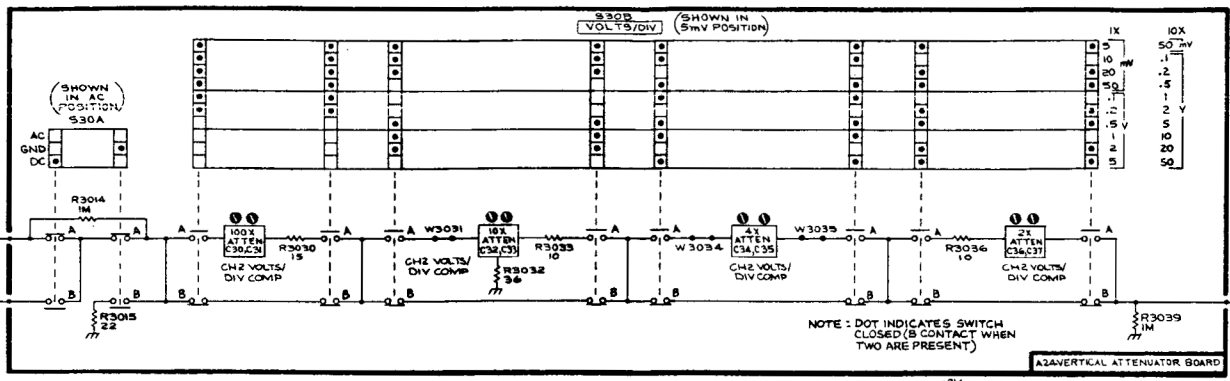 S30B
VOLTS/DIV
(SHOWN IN
5mV POSITION)
1X
10X
5
10
20
50
mV
.1
.2
.5
1
2
5
V
50 mV
.1
.2
.5
1
2
5
10
20
50
V
(SHOWN
IN AC
POSITION)
S30A
AC
GND
DC
R3014
1M
A
A
B
B
R3015
22
A
B
100X
ATTEN
C30,C31
CH2 VOLTS/
DIV COMP
R3030
15
A
B
A
B
W3031
10X
ATTEN
C32,C33
CH2 VOLTS/
DIV COMP
R3032
36
R3033
10
A
B
A
B
W3034
4X
ATTEN
C34,C35
CH2 VOLTS/
DIV COMP
W3035
A
B
A
B
R3036
10
2X
ATTEN
C36,C37
CH2 VOLTS/
DIV COMP
A
B
R3039
1M
NOTE: DOT INDICATES SWITCH
CLOSED (B CONTACT WHEN
TWO ARE PRESENT)
A2A VERTICAL ATTENUATOR BOARD